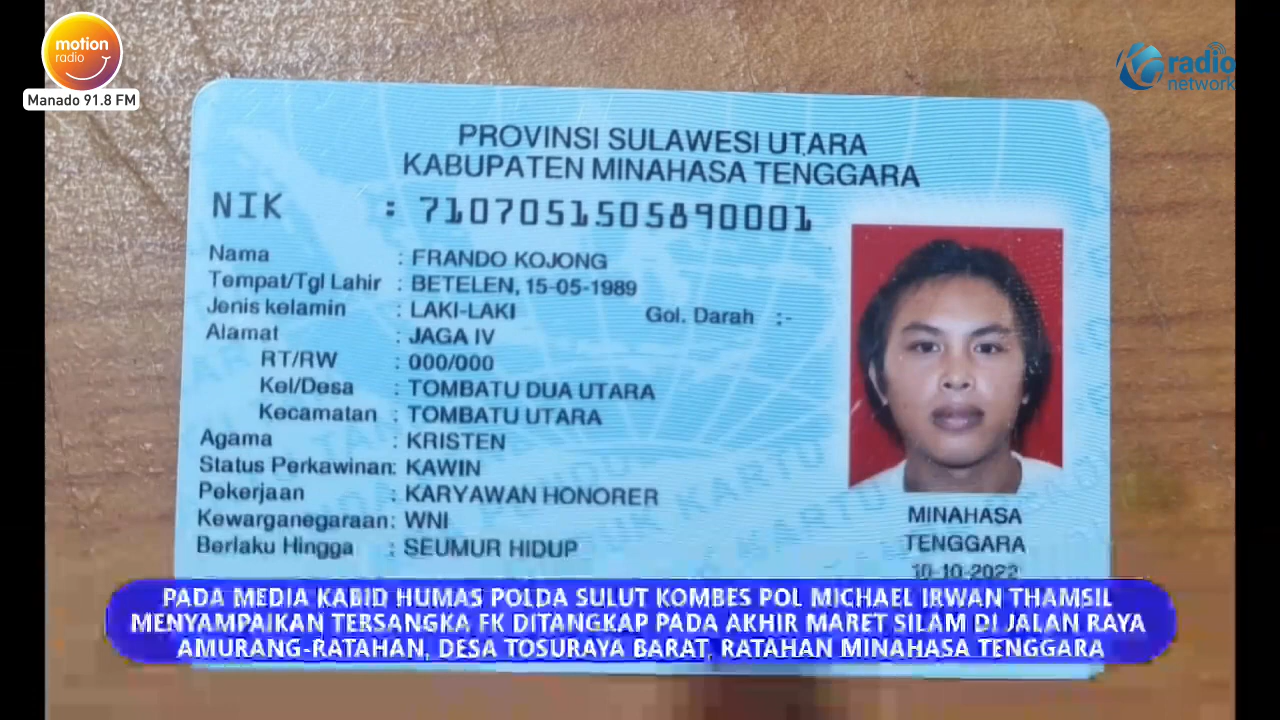 motion
radio
Manado 91.8 FM
radio
network
PROVINSI SULAWESI UTARA
KABUPATEN MINAHASA TENGGARA
NIK : 7107051505890001
Nama : FRANDO KOJONG
Tempat/Tgl Lahir : BETELEN, 15-05-1989
Jenis kelamin : LAKI-LAKI Gol. Darah :-
Alamat : JAGA IV
RT/RW : 000/000
Kel/Desa : TOMBATU DUA UTARA
Kecamatan : TOMBATU UTARA
Agama : KRISTEN
Status Perkawinan: KAWIN
Pekerjaan : KARYAWAN HONORER
Kewarganegaraan: WNI
Berlaku Hingga : SEUMUR HIDUP
MINAHASA
TENGGARA
10-10-2022
PADA MEDIA KABID HUMAS POLDA SULUT KOMBES POL MICHAEL IRWAN THAMSIL
MENYAMPAIKAN TERSANGKA FK DITANGKAP PADA AKHIR MARET SILAM DI JALAN RAYA
AMURANG-RATAHAN, DESA TOSURAYA BARAT, RATAHAN MINAHASA TENGGARA